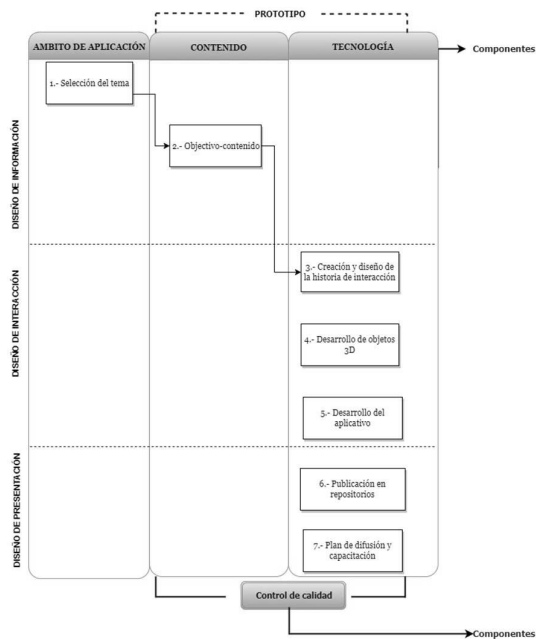 PROTOTIPO
AMBITO DE APLICACIÓN
CONTENIDO
TECNOLOGÍA
Componentes
1.- Selección del tema
2.- Objectivo-contenido
DISEÑO DE INFORMACIÓN
3.- Creación y diseño de
la historia de interacción
4.- Desarrollo de objetos
3D
5.- Desarrollo del
aplicativo
DISEÑO DE INTERACCIÓN
6.- Publicación en
repositorios
7.- Plan de difusión y
capacitación
DISEÑO DE PRESENTACIÓN
Control de calidad
Componentes